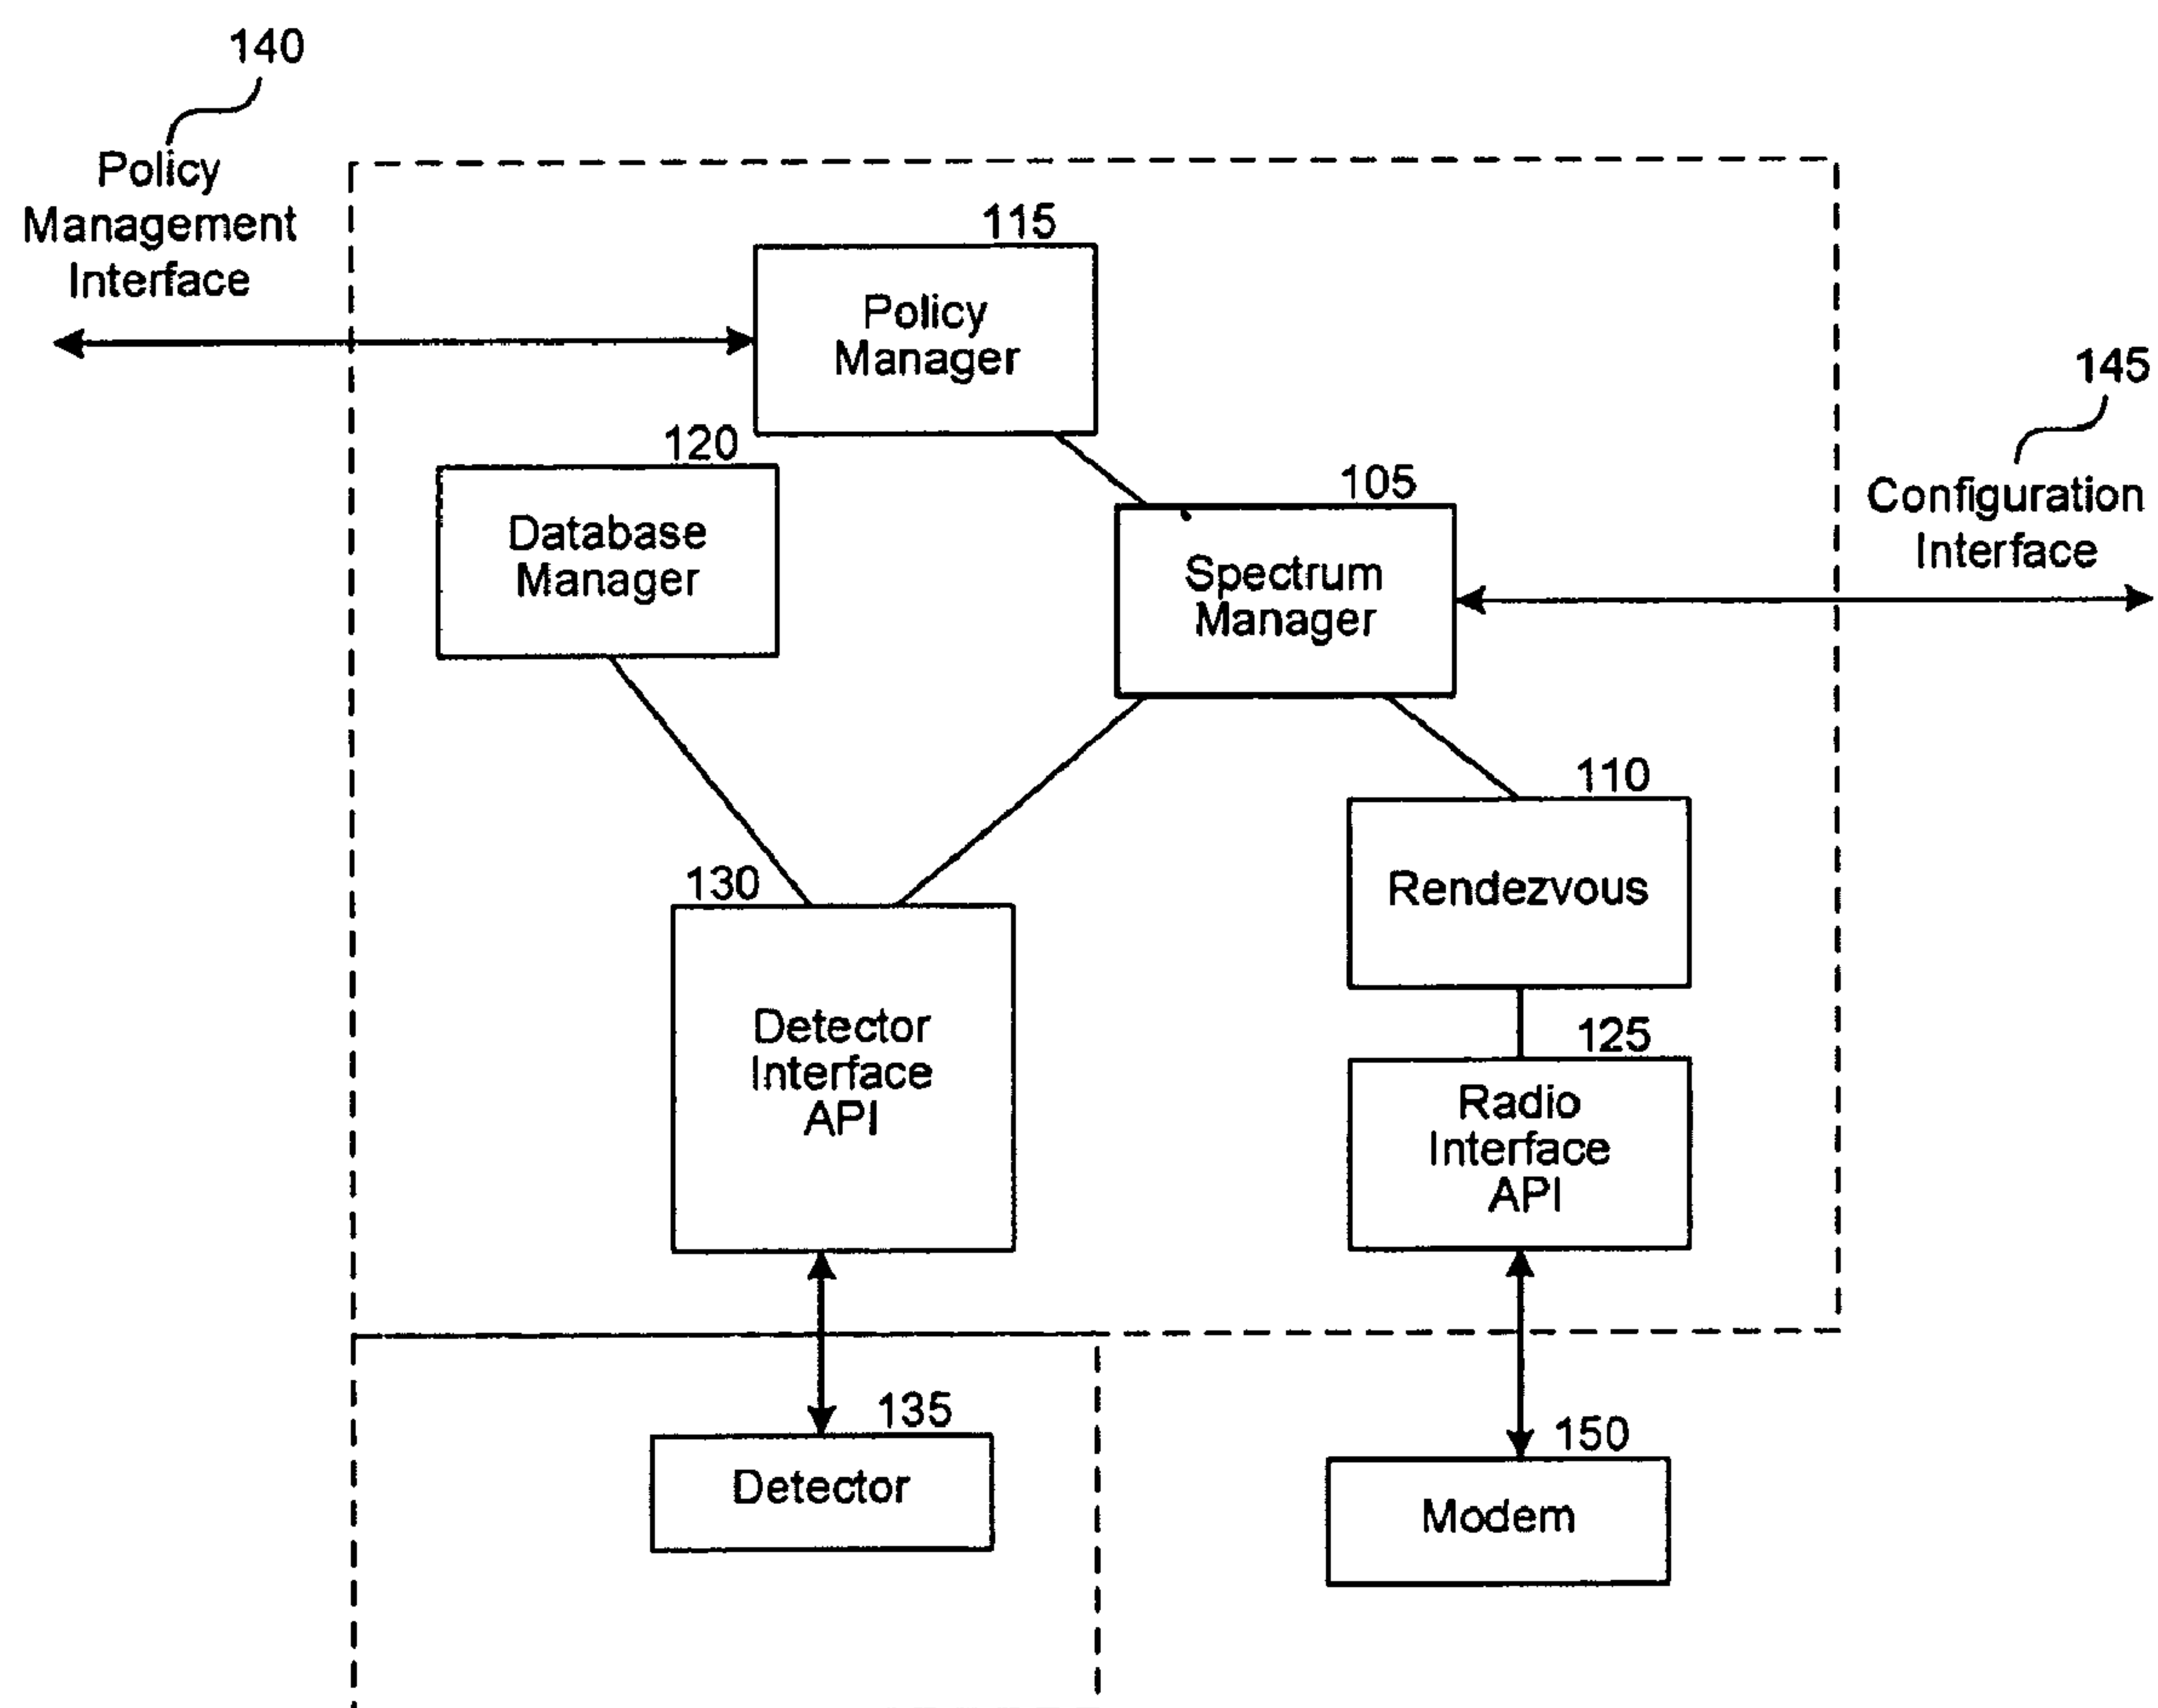 140
Policy
Management
Interface
115
Policy
Manager
145
Configuration
Interface
120
Database
Manager
105
Spectrum
Manager
110
Rendezvous
130
Detector
Interface
API
125
Radio
Interface
API
135
Detector
150
Modem